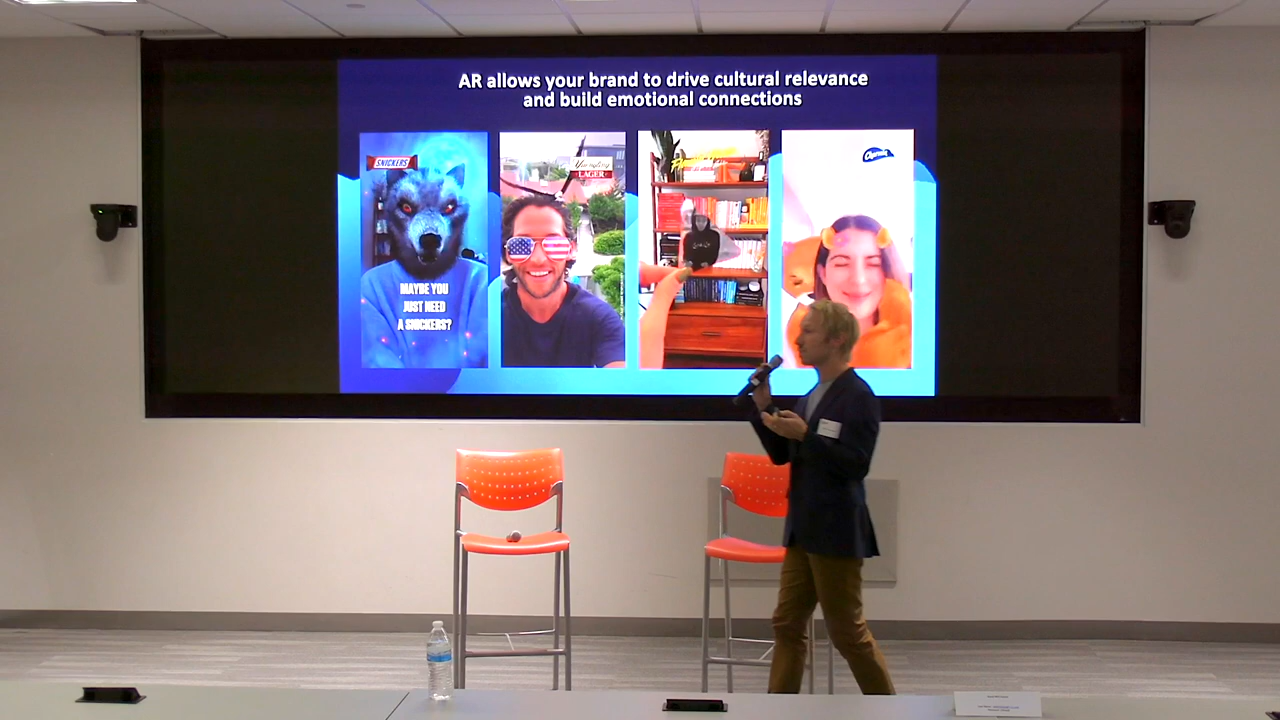 AR allows your brand to drive cultural relevance
and build emotional connections
SNICKERS
Yuengling
LAGER
Charmin
MAYBE YOU
JUST NEED
A SNICKERS?